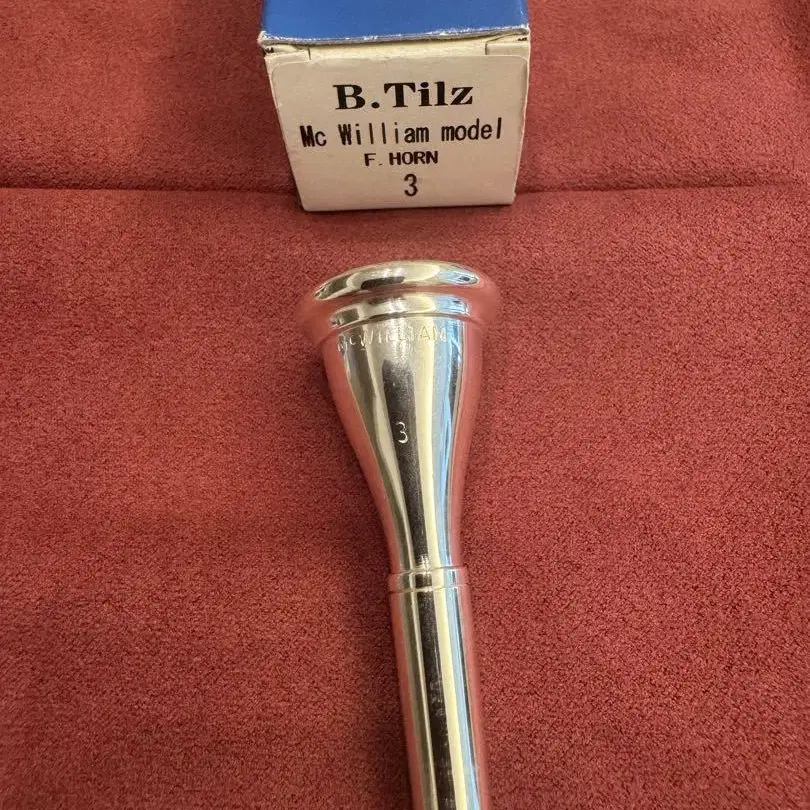 B.Tilz
Mc William model
F. HORN
3
McWILLIAM
3